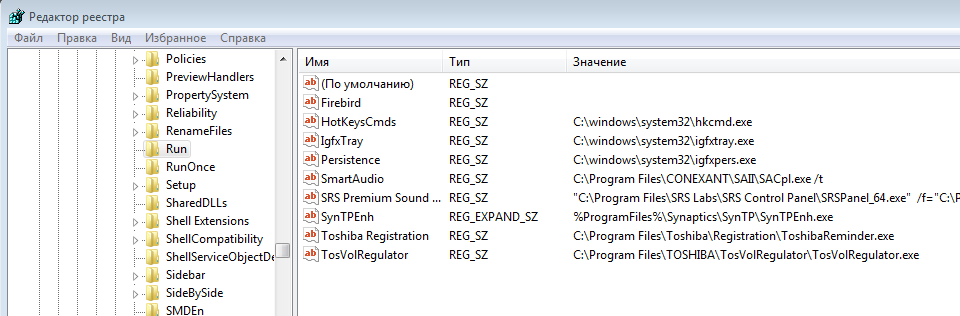 Редактор реестра
Файл Правка Вид Избранное Справка
Policies
PreviewHandlers
PropertySystem
Reliability
RenameFiles
Run
RunOnce
Setup
SharedDLLs
Shell Extensions
ShellCompatibility
ShellServiceObjectDe
Sidebar
SideBySide
SMDEn
Имя Тип Значение
(По умолчанию) REG_SZ
Firebird REG_SZ
HotKeysCmds REG_SZ C:\windows\system32\hkcmd.exe
IgfxTray REG_SZ C:\windows\system32\igfxtray.exe
Persistence REG_SZ C:\windows\system32\igfxpers.exe
SmartAudio REG_SZ C:\Program Files\CONEXANT\SAII\SACpl.exe /t
SRS Premium Sound ... REG_SZ "C:\Program Files\SRS Labs\SRS Control Panel\SRSPanel_64.exe" /f="C:\P
SynTPEnh REG_EXPAND_SZ %ProgramFiles%\Synaptics\SynTP\SynTPEnh.exe
Toshiba Registration REG_SZ C:\Program Files\Toshiba\Registration\ToshibaReminder.exe
TosVolRegulator REG_SZ C:\Program Files\TOSHIBA\TosVolRegulator\TosVolRegulator.exe